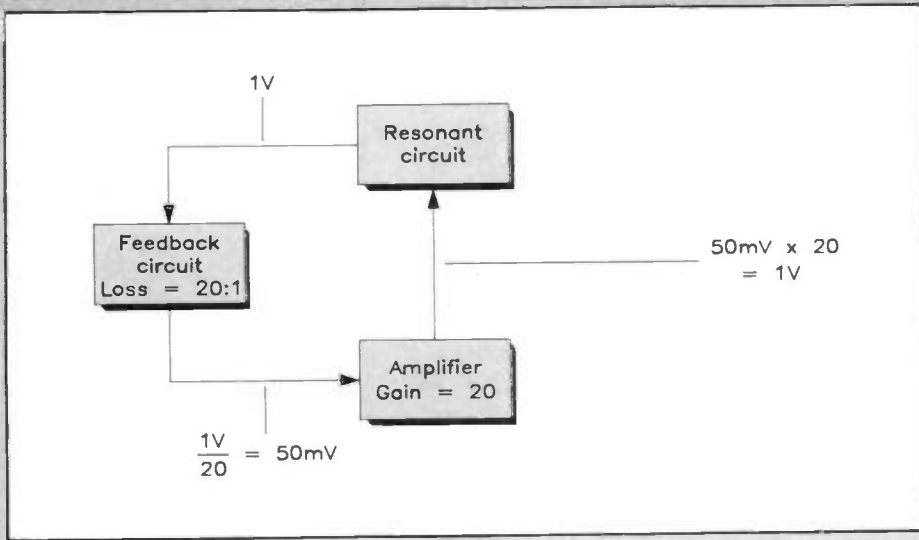 1V
Resonant
circuit
Feedback
circuit
Loss = 20:1
50mV x 20
= 1V
Amplifier
Gain = 20
1V
20 = 50mV